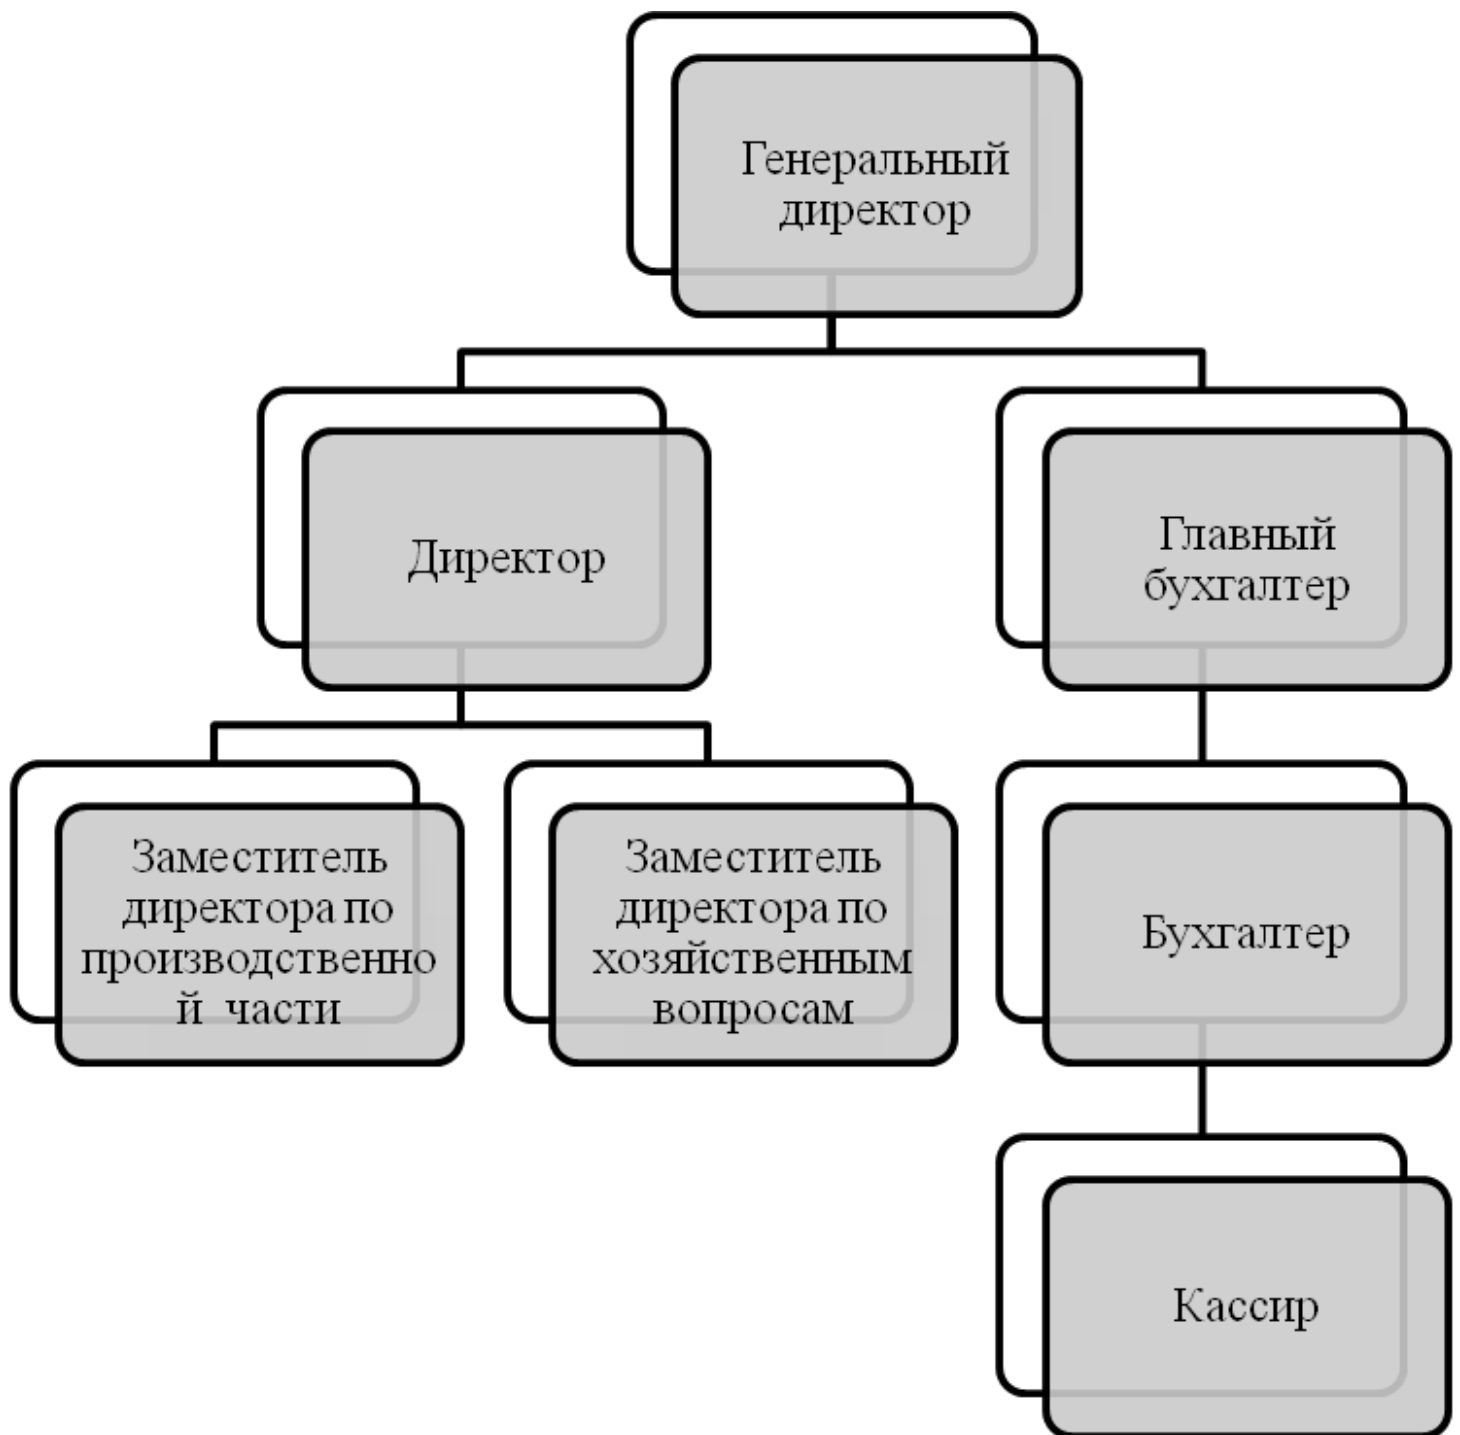 Генеральный
директор
Директор
Главный
бухгалтер
Заместитель
директора по
производственно
й части
Заместитель
директора по
хозяйственным
вопросам
Бухгалтер
Кассир